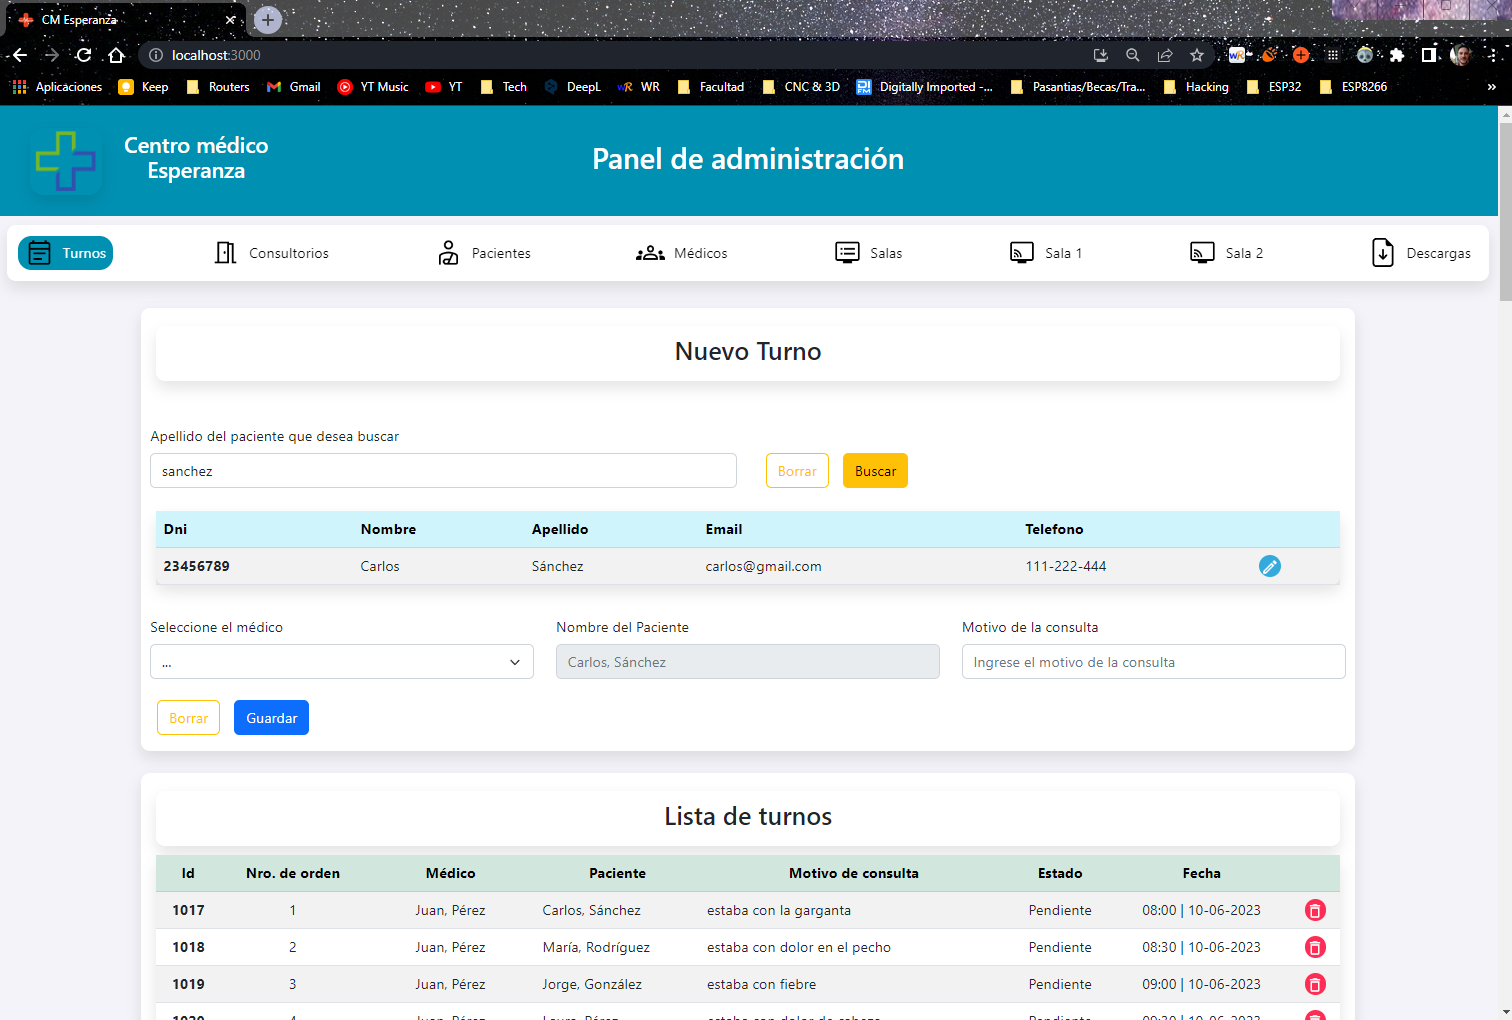 CM Esperanza
localhost:3000
Aplicaciones Keep Routers Gmail YT Music YT Tech DeepL WR Facultad CNC & 3D Digitally Imported -... Pasantias/Becas/Tra... Hacking ESP32 ESP8266 »
Centro médico
Esperanza
Panel de administración
Turnos Consultorios Pacientes Médicos Salas Sala 1 Sala 2 Descargas
Nuevo Turno
Apellido del paciente que desea buscar
sanchez Borrar Buscar
Dni Nombre Apellido Email Telefono
23456789 Carlos Sánchez carlos@gmail.com 111-222-444
Seleccione el médico Nombre del Paciente Motivo de la consulta
... Carlos, Sánchez Ingrese el motivo de la consulta
Borrar Guardar
Lista de turnos
Id Nro. de orden Médico Paciente Motivo de consulta Estado Fecha
1017 1 Juan, Pérez Carlos, Sánchez estaba con la garganta Pendiente 08:00 | 10-06-2023
1018 2 Juan, Pérez María, Rodríguez estaba con dolor en el pecho Pendiente 08:30 | 10-06-2023
1019 3 Juan, Pérez Jorge, González estaba con fiebre Pendiente 09:00 | 10-06-2023